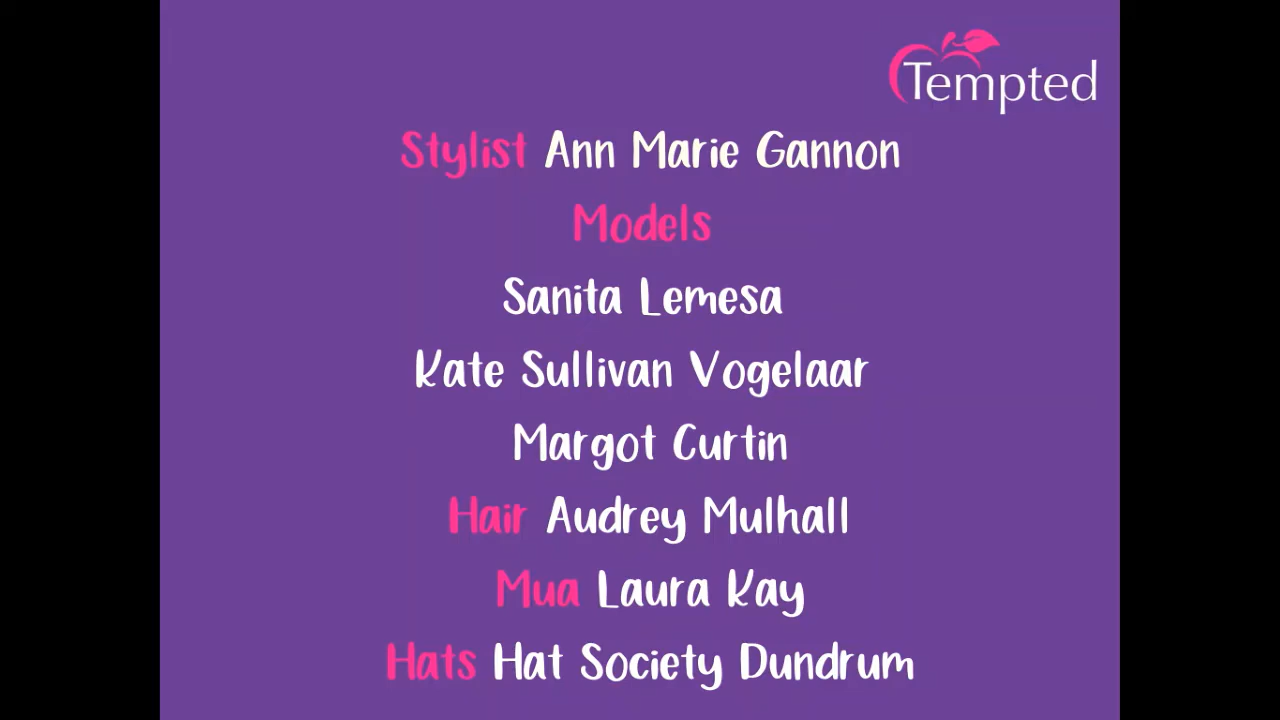 Tempted
Stylist Ann Marie Gannon
Models
Sanita Lemesa
Kate Sullivan Vogelaar
Margot Curtin
Hair Audrey Mulhall
Mua Laura Kay
Hats Hat Society Dundrum